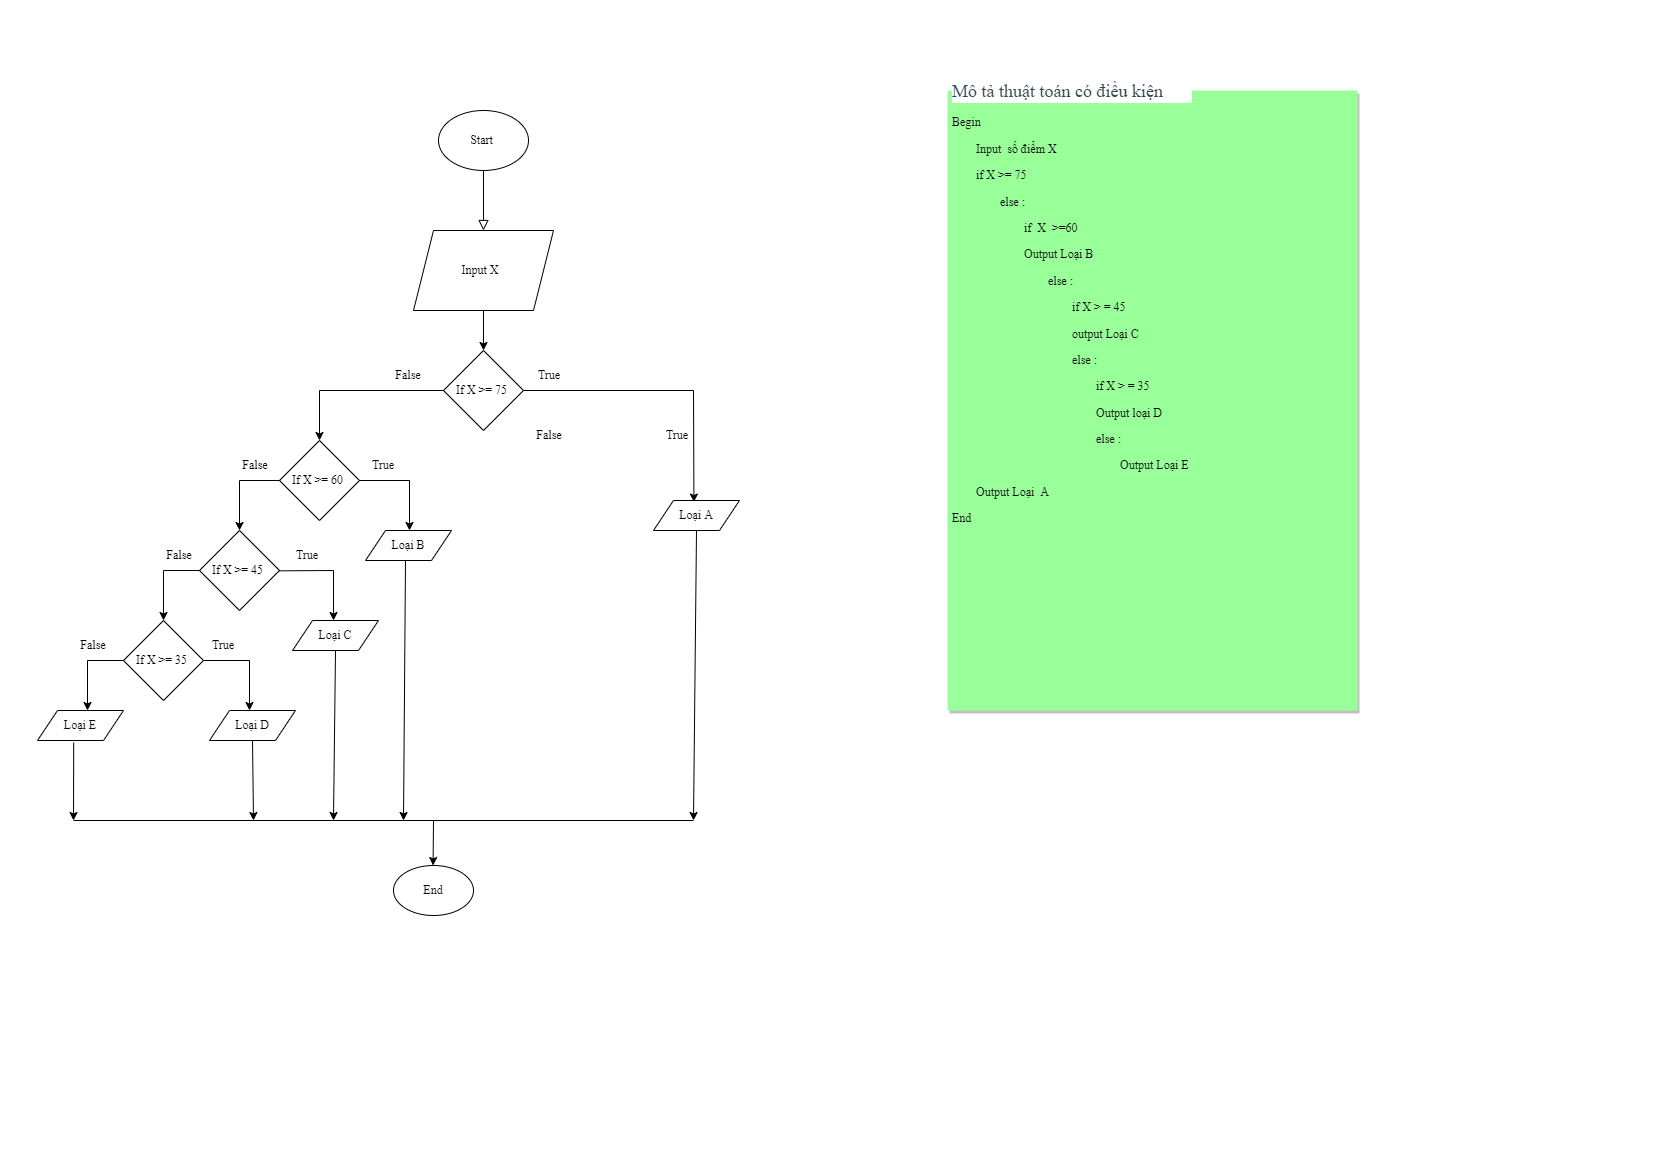 Start
Input X
False
True
If X >= 75
False
True
False
True
If X >= 60
Loại A
Loại B
False
True
If X >= 45
Loại C
False
True
If X >= 35
Loại E
Loại D
End
Mô tả thuật toán có điều kiện
Begin
Input  số điểm X
if X >= 75
else :
if  X  >=60
Output Loại B
else :
if X > = 45
output Loại C
else :
if X > = 35
Output loại D
else :
Output Loại E
Output Loại  A
End